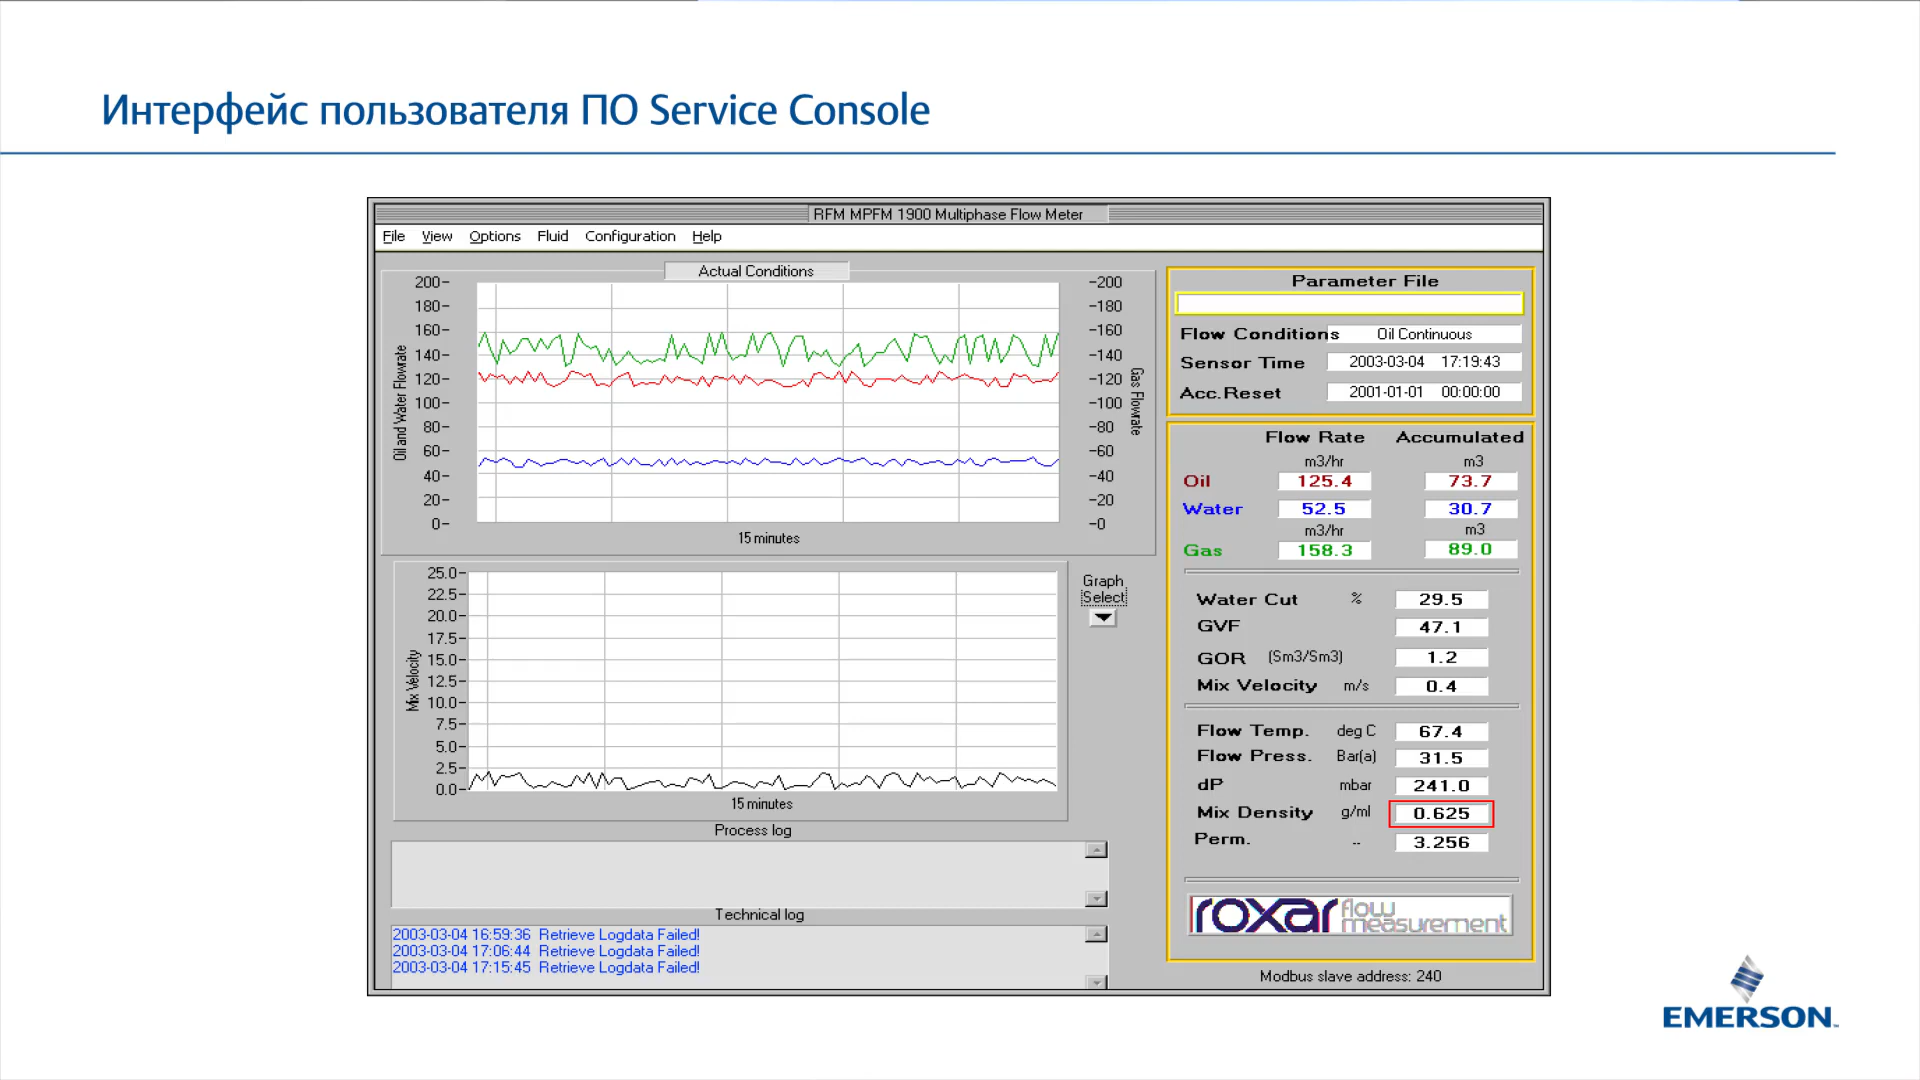 Интерфейс пользователя ПО Service Console
RFM MPFM 1900 Multiphase Flow Meter
File View Options Fluid Configuration Help
Actual Conditions
200 180 160 140 120 100 80 60 40 20 0
Oil and Water Flowrate
200 180 160 140 120 100 80 60 40 20 0
Gas Flowrate
15 minutes
25.0 22.5 20.0 17.5 15.0 12.5 10.0 7.5 5.0 2.5 0.0
Mix Velocity
15 minutes
Graph
Select
Process log
Technical log
2003-03-04 16:59:36 Retrieve Logdata Failed!
2003-03-04 17:06:44 Retrieve Logdata Failed!
2003-03-04 17:15:45 Retrieve Logdata Failed!
Parameter File
Flow Conditions Oil Continuous
Sensor Time 2003-03-04 17:19:43
Acc.Reset 2001-01-01 00:00:00
Flow Rate Accumulated
m3/hr m3
Oil 125.4 73.7
Water 52.5 30.7
m3/hr m3
Gas 158.3 89.0
Water Cut % 29.5
GVF 47.1
GOR (Sm3/Sm3) 1.2
Mix Velocity m/s 0.4
Flow Temp. deg C 67.4
Flow Press. Bar(a) 31.5
dP mbar 241.0
Mix Density g/ml 0.625
Perm. .. 3.256
roxar flow measurement
Modbus slave address: 240
EMERSON™